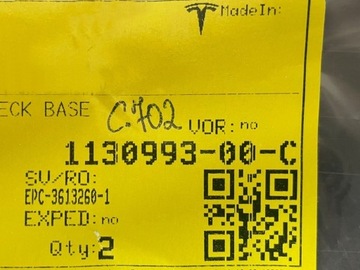 MadeIn:
ECK BASE
C.702
VOR: no
1130993-00-C
SV/RO:
EPC-3613260-1
EXPED: no
Qty: 2